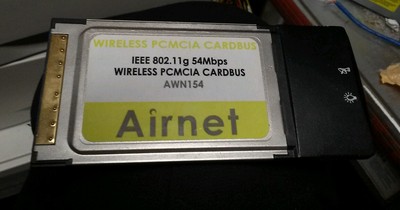 WIRELESS PCMCIA CARDBUS
IEEE 802.11g 54Mbps
WIRELESS PCMCIA CARDBUS
AWN154
Airnet